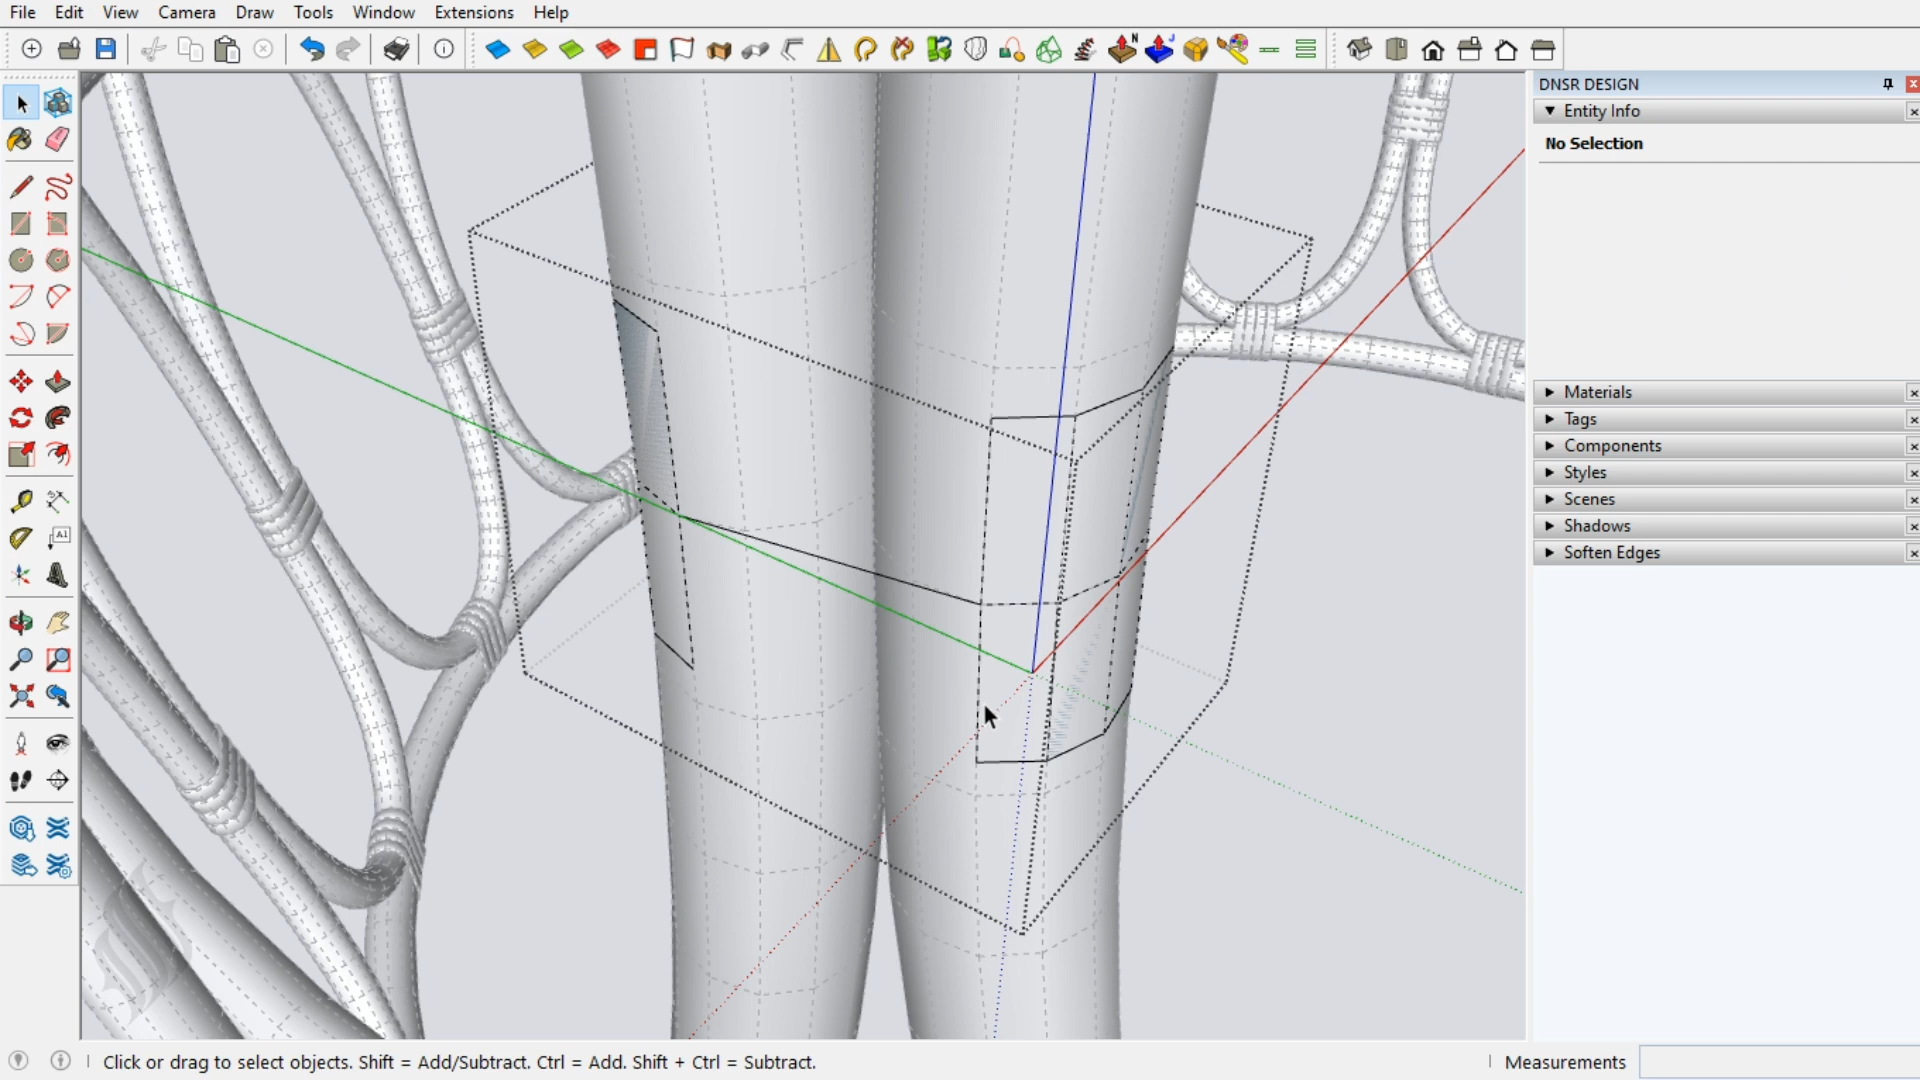 File Edit View Camera Draw Tools Window Extensions Help
N
J
DNSR DESIGN
Entity Info
No Selection
Materials
Tags
Components
Styles
Scenes
Shadows
Soften Edges
A1
Click or drag to select objects. Shift = Add/Subtract. Ctrl = Add. Shift + Ctrl = Subtract.
Measurements